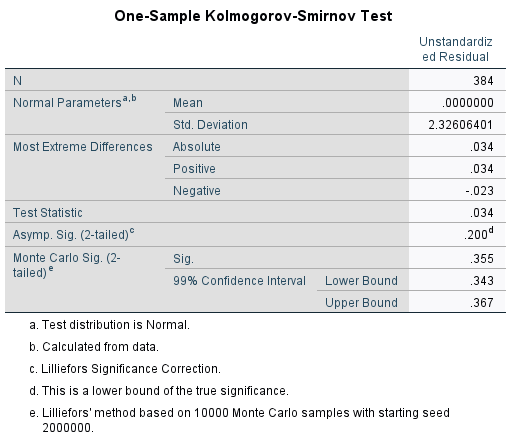 One-Sample Kolmogorov-Smirnov Test
Unstandardiz
ed Residual
N 384
Normal Parametersa,b Mean .0000000
Std. Deviation 2.32606401
Most Extreme Differences Absolute .034
Positive .034
Negative -.023
Test Statistic .034
Asymp. Sig. (2-tailed)c .200d
Monte Carlo Sig. (2-
tailed)e Sig. .355
99% Confidence Interval Lower Bound .343
Upper Bound .367
a. Test distribution is Normal.
b. Calculated from data.
c. Lilliefors Significance Correction.
d. This is a lower bound of the true significance.
e. Lilliefors' method based on 10000 Monte Carlo samples with starting seed
2000000.